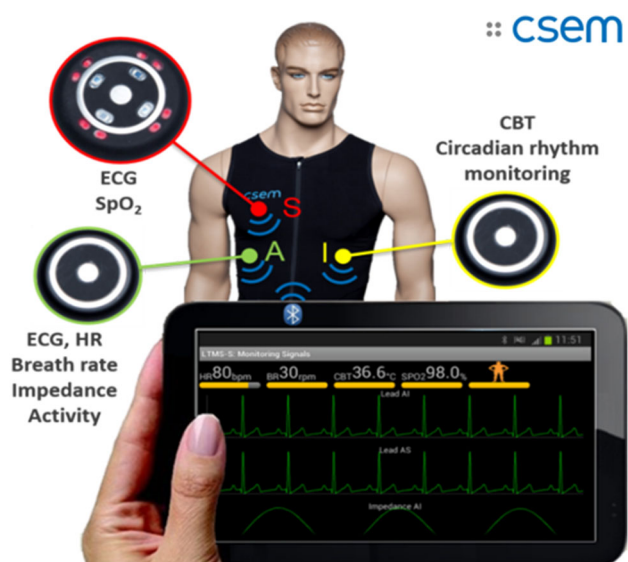 csem
CBT
Circadian rhythm
monitoring
ECG
SpO₂
csem
S
A
I
ECG, HR
Breath rate
Impedance
Activity
11:51
LTMS-S: Monitoring Signals
HR80bpm BR30rpm CBT36.6°C SPO298.0%
Lead AI
Lead AS
Impedance AI